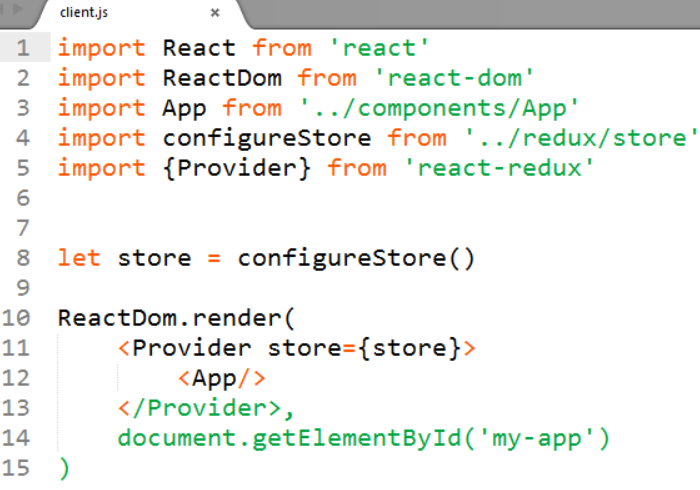 client.js ×
1 import React from 'react'
2 import ReactDom from 'react-dom'
3 import App from '../components/App'
4 import configureStore from '../redux/store'
5 import {Provider} from 'react-redux'
6
7
8 let store = configureStore()
9
10 ReactDom.render(
11     <Provider store={store}>
12         <App/>
13     </Provider>,
14     document.getElementById('my-app')
15 )